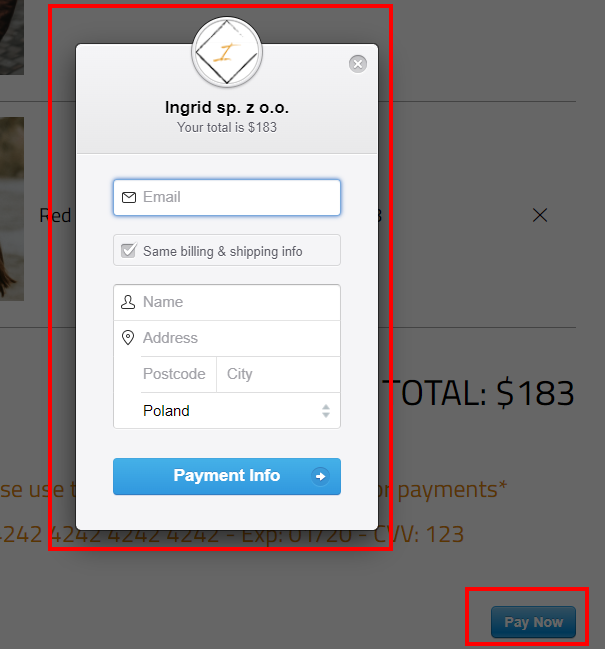 I
Ingrid sp. z o.o.
Your total is $183
Email
Red
3
Same billing & shipping info
Name
Address
Postcode City
Poland
TOTAL: $183
Payment Info
se use t or payments*
4242 4242 4242 4242 - Exp: 01/20 - CVV: 123
Pay Now